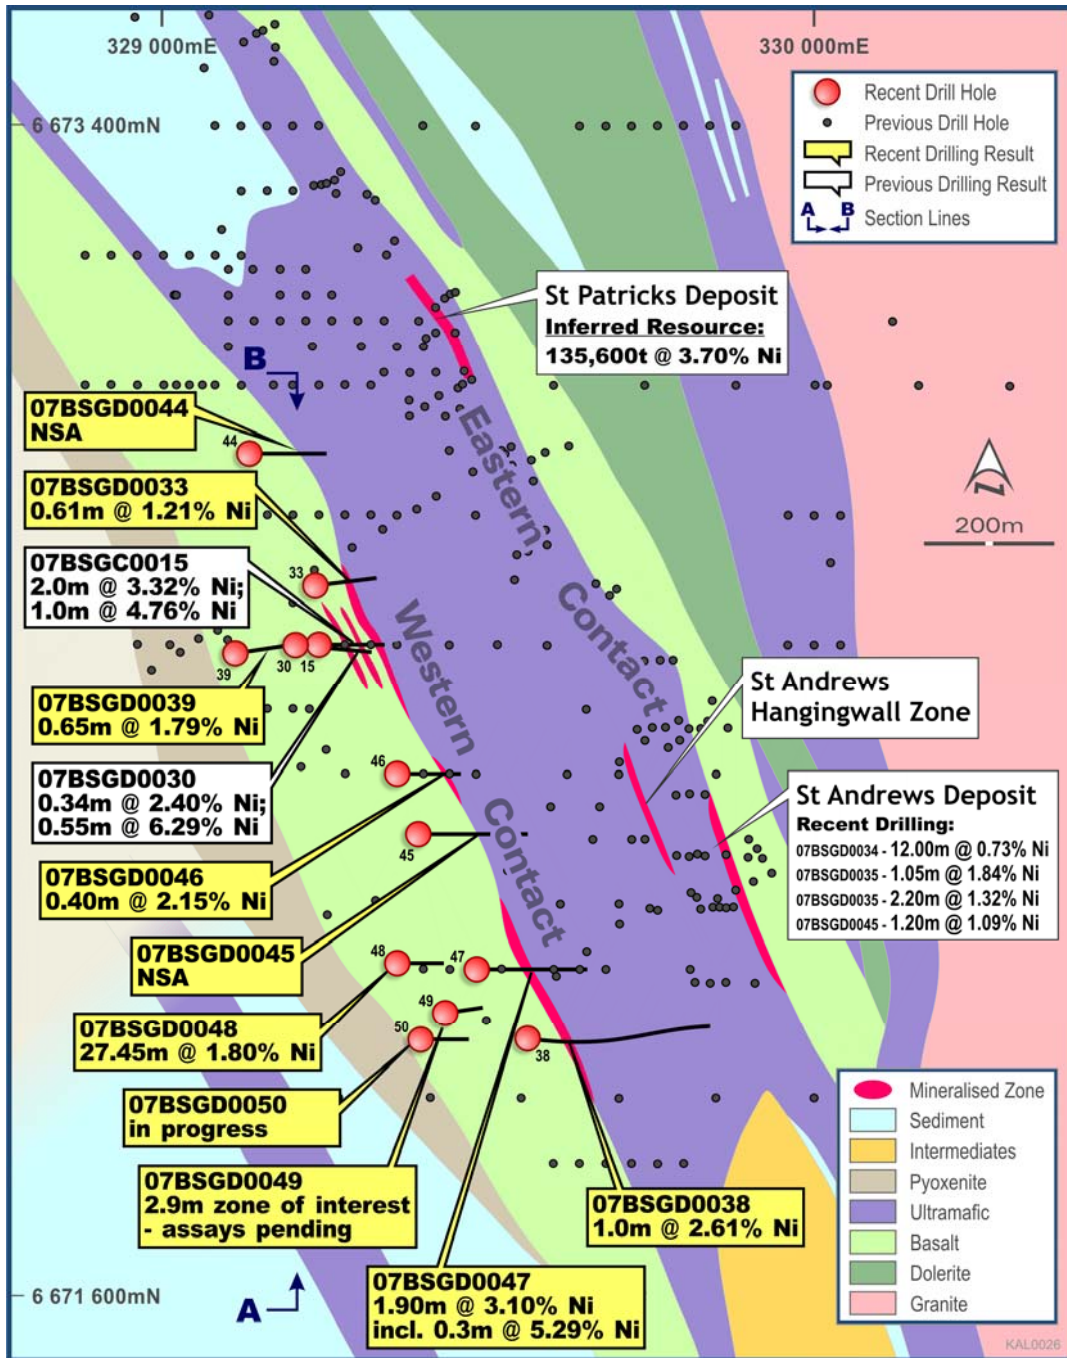 329 000mE
330 000mE
6 673 400mN
Recent Drill Hole
Previous Drill Hole
Recent Drilling Result
Previous Drilling Result
A B
Section Lines
St Patricks Deposit
Inferred Resource:
135,600t @ 3.70% Ni
B
07BSGD0044
NSA
44
Eastern
Contact
07BSGD0033
0.61m @ 1.21% Ni
33
200m
07BSGC0015
2.0m @ 3.32% Ni;
1.0m @ 4.76% Ni
39
30
15
Western
Contact
07BSGD0039
0.65m @ 1.79% Ni
St Andrews
Hangingwall Zone
07BSGD0030
0.34m @ 2.40% Ni;
0.55m @ 6.29% Ni
46
45
St Andrews Deposit
Recent Drilling:
07BSGD0034 - 12.00m @ 0.73% Ni
07BSGD0035 - 1.05m @ 1.84% Ni
07BSGD0035 - 2.20m @ 1.32% Ni
07BSGD0045 - 1.20m @ 1.09% Ni
07BSGD0046
0.40m @ 2.15% Ni
07BSGD0045
NSA
48
47
49
50
38
07BSGD0048
27.45m @ 1.80% Ni
07BSGD0050
in progress
07BSGD0049
2.9m zone of interest
- assays pending
07BSGD0038
1.0m @ 2.61% Ni
07BSGD0047
1.90m @ 3.10% Ni
incl. 0.3m @ 5.29% Ni
6 671 600mN
A
Mineralised Zone
Sediment
Intermediates
Pyoxenite
Ultramafic
Basalt
Dolerite
Granite
KAL0026